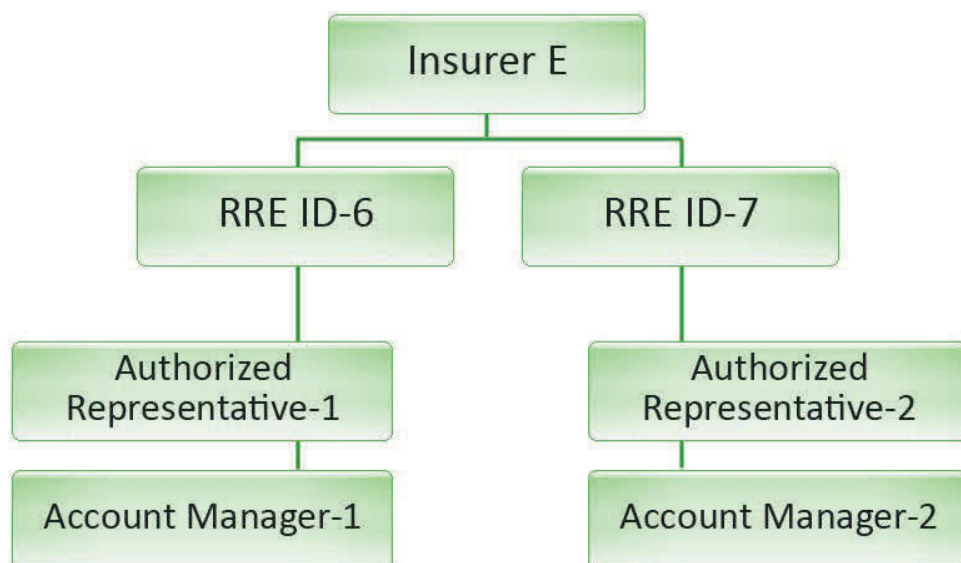 Insurer E
RRE ID-6
RRE ID-7
Authorized
Representative-1
Authorized
Representative-2
Account Manager-1
Account Manager-2